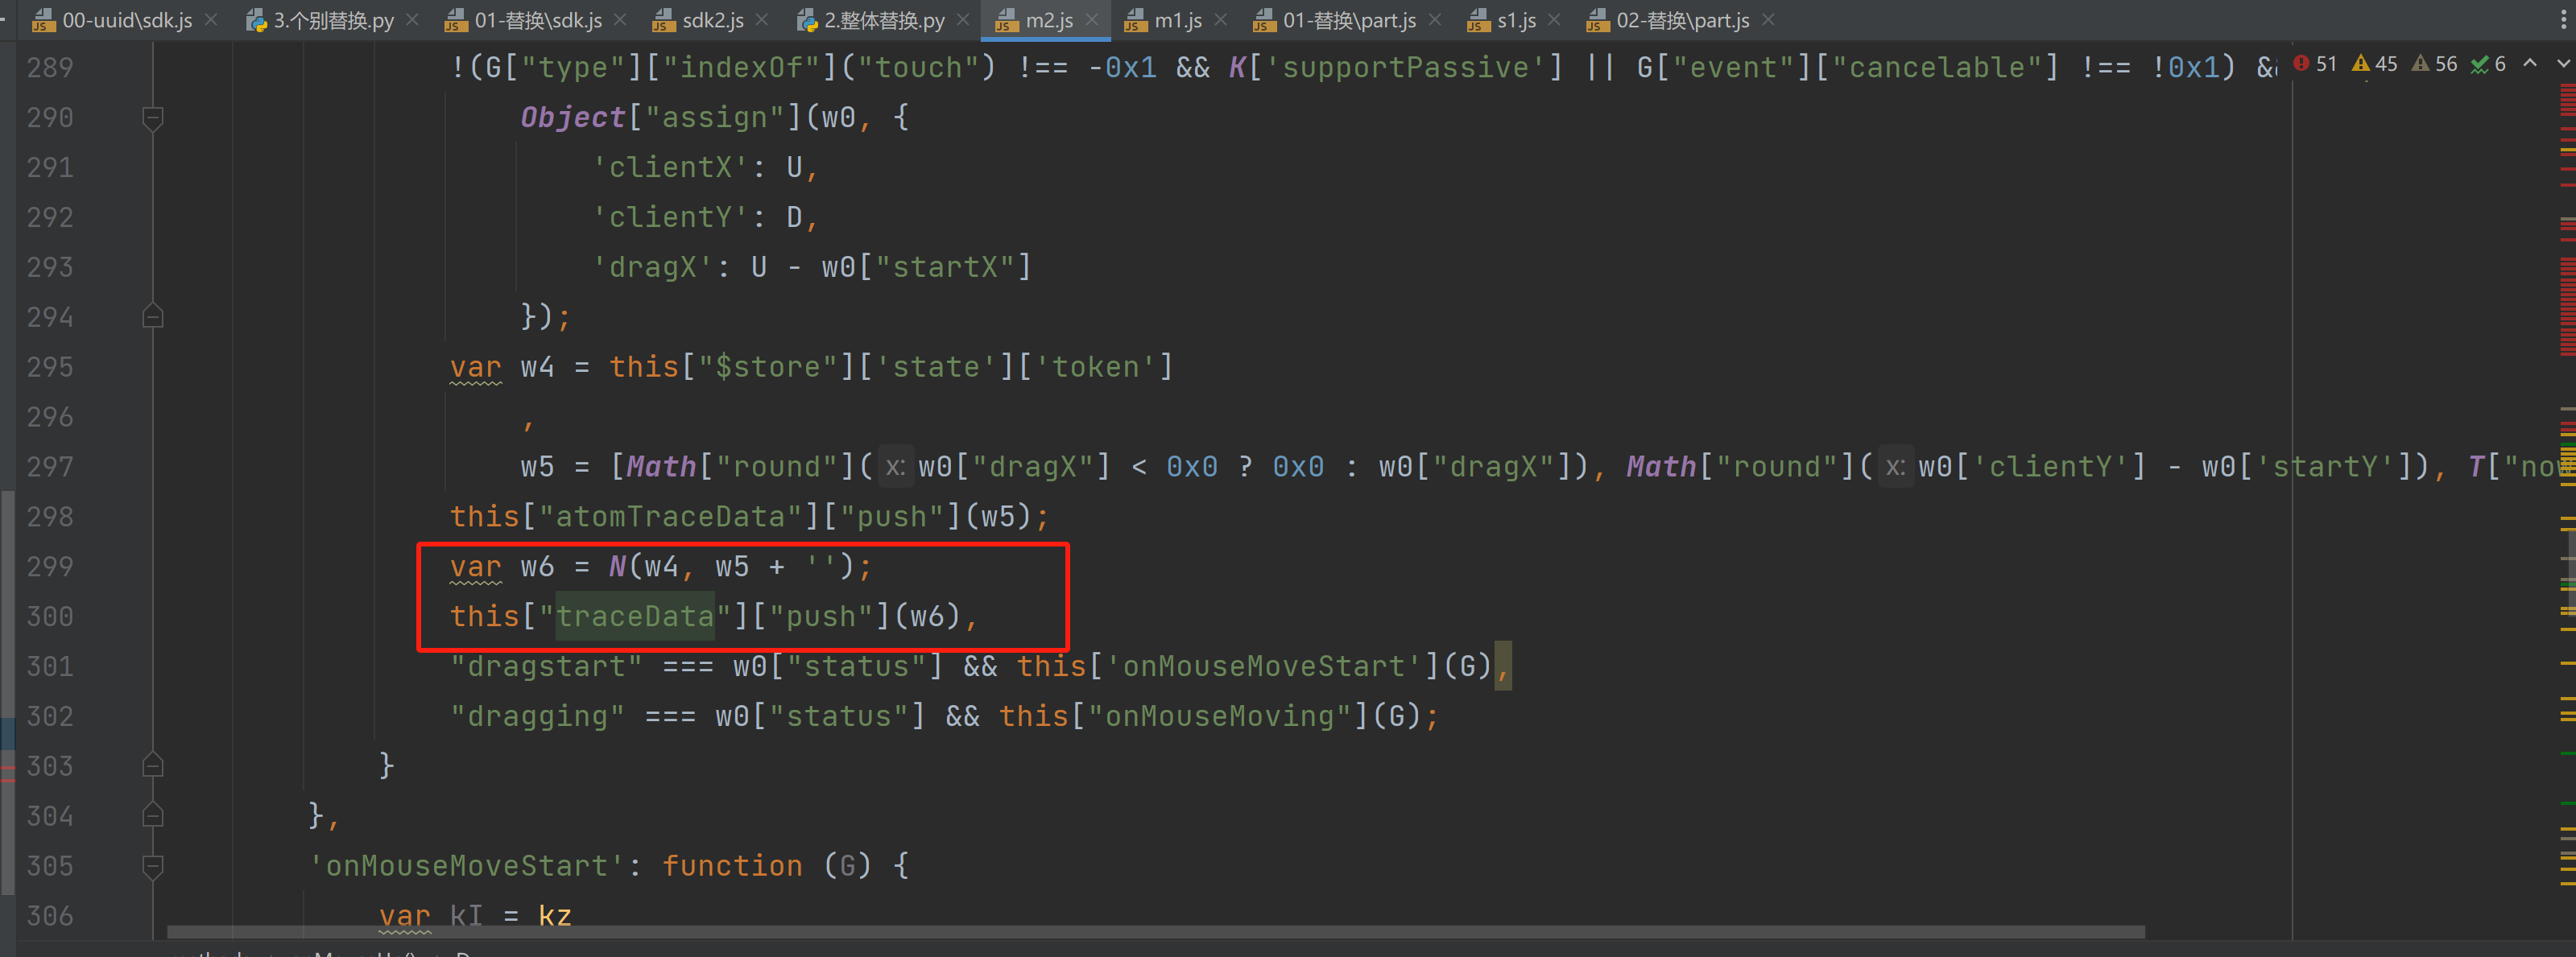 00-uuid\sdk.js 3.个别替换.py 01-替换\sdk.js sdk2.js 2.整体替换.py m2.js m1.js 01-替换\part.js s1.js 02-替换\part.js
289 !(G["type"]["indexOf"]("touch") !== -0x1 && K['supportPassive'] || G["event"]["cancelable"] !== !0x1) && 51 45 56 6
290 Object["assign"](w0, {
291 'clientX': U,
292 'clientY': D,
293 'dragX': U - w0["startX"]
294 });
295 var w4 = this["$store"]['state']['token']
296 ,
297 w5 = [Math["round"]( x: w0["dragX"] < 0x0 ? 0x0 : w0["dragX"]), Math["round"]( x: w0['clientY'] - w0['startY']), T["now
298 this["atomTraceData"]["push"](w5);
299 var w6 = N(w4, w5 + '');
300 this["traceData"]["push"](w6),
301 "dragstart" === w0["status"] && this['onMouseMoveStart'](G),
302 "dragging" === w0["status"] && this["onMouseMoving"](G);
303 }
304 },
305 'onMouseMoveStart': function (G) {
306 var kI = kz